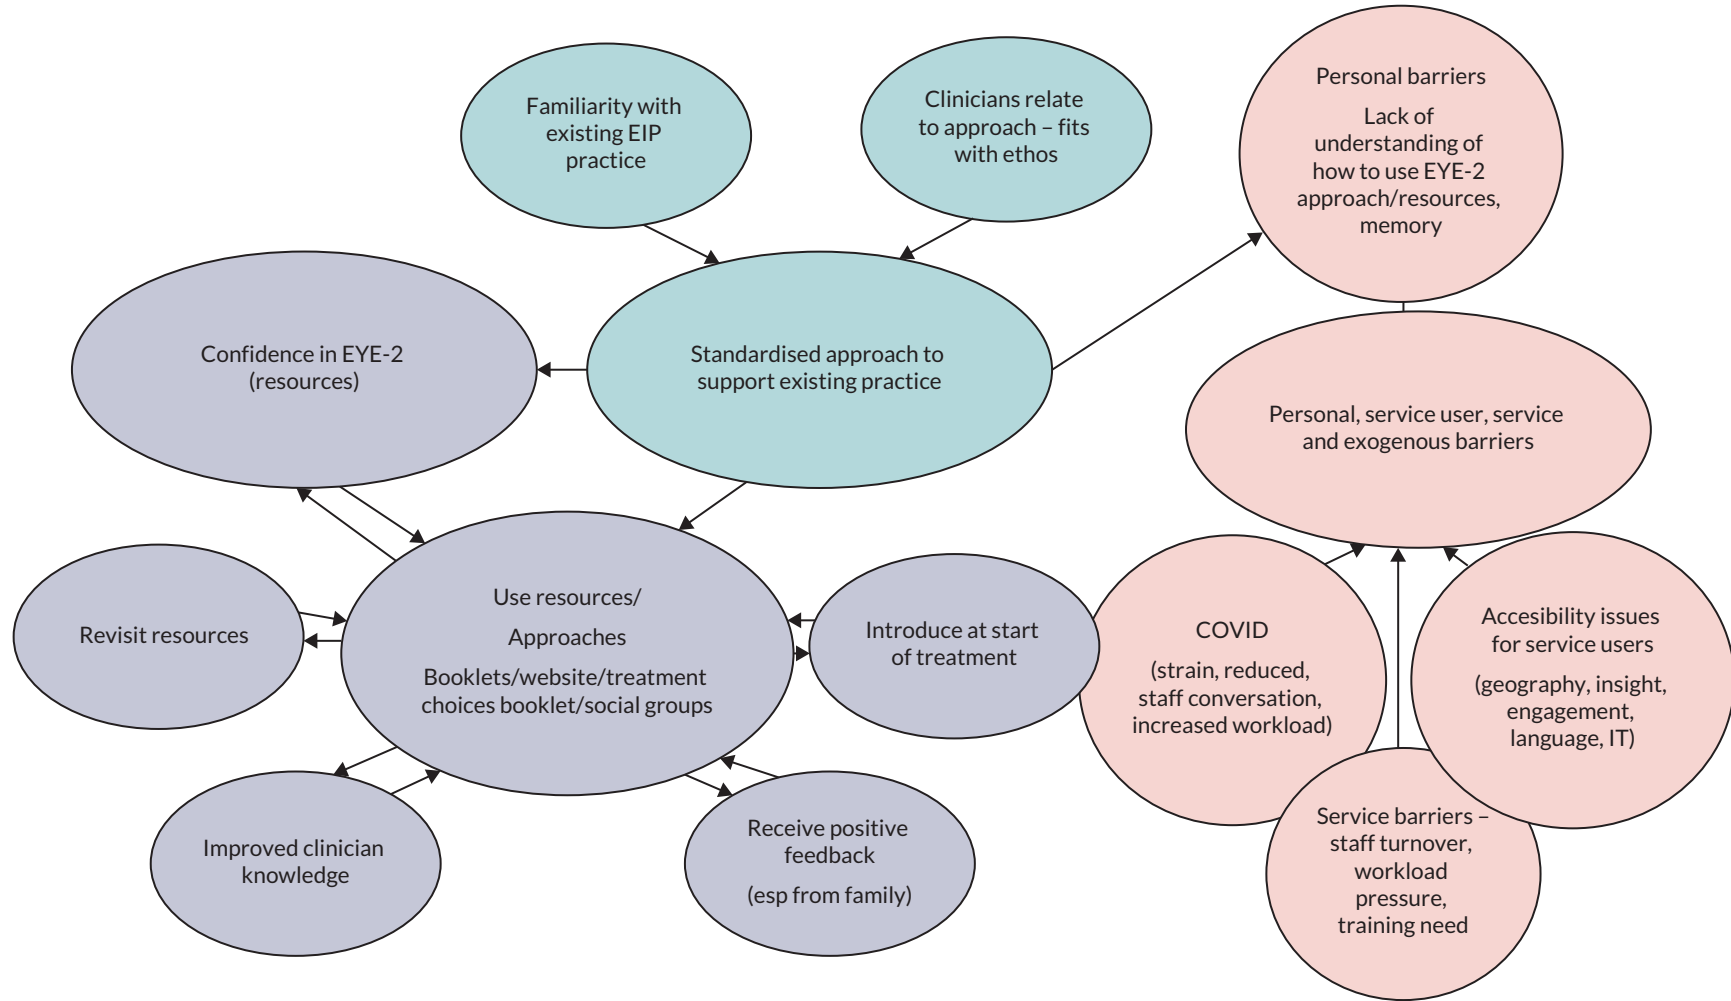 Familiarity with
existing EIP
practice
Clinicians relate
to approach – fits
with ethos
Personal barriers
Lack of
understanding of
how to use EYE-2
approach/resources,
memory
Confidence in EYE-2
(resources)
Standardised approach to
support existing practice
Personal, service user, service
and exogenous barriers
Revisit resources
Use resources/
Approaches
Booklets/website/treatment
choices booklet/social groups
Introduce at start
of treatment
COVID
(strain, reduced,
staff conversation,
increased workload)
Accesibility issues
for service users
(geography, insight,
engagement,
language, IT)
Improved clinician
knowledge
Receive positive
feedback
(esp from family)
Service barriers –
staff turnover,
workload
pressure,
training need